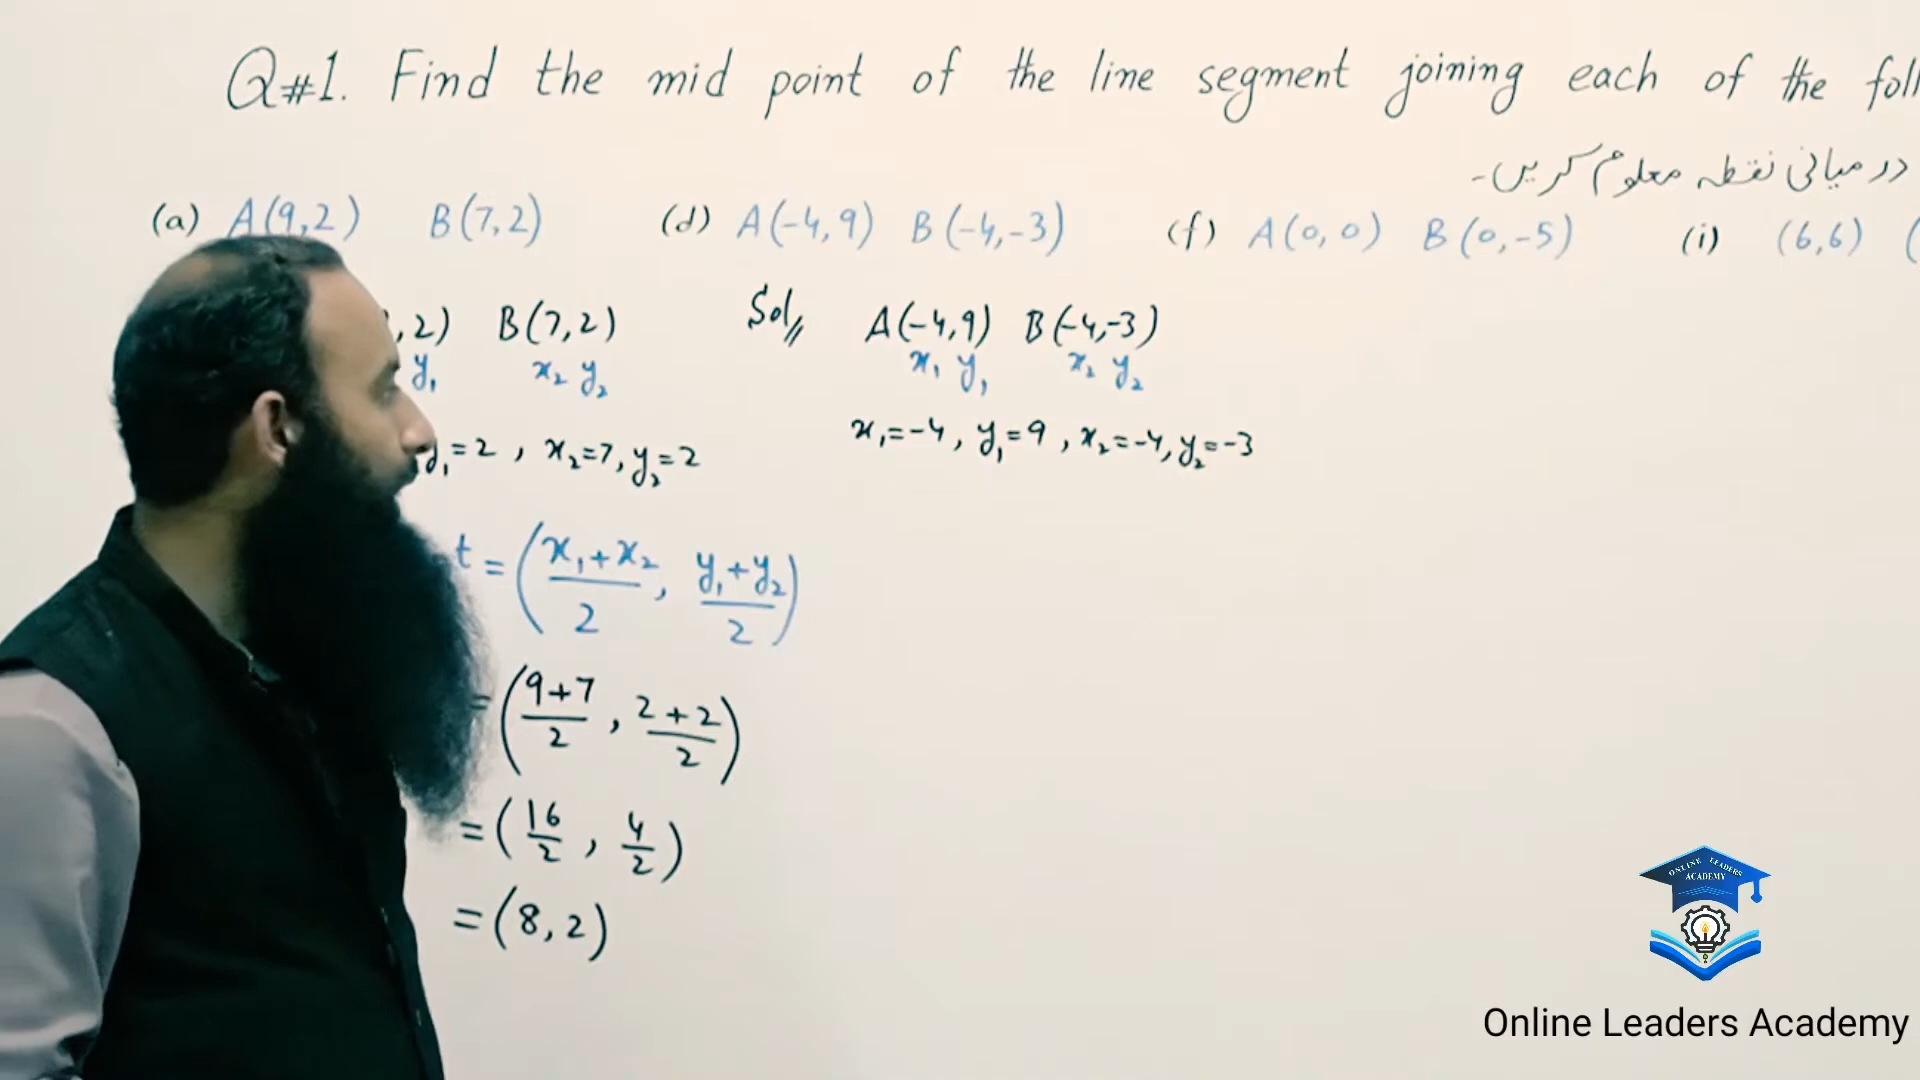 Q#1. Find the mid point of the line segment joining each of the
درمیانی نقطہ معلوم کریں۔
(a) A(9,2) B(7,2) (d) A(-4,9) B(-4,-3) (f) A(0,0) B(0,-5) (i) (6,6) (
,2) B(7,2) Sol, A(-4,9) B(-4,-3)
y₁ x₂ y₂ x₁ y₁ x₂ y₂
y₁=2, x₂=7, y₂=2 x₁=-4, y₁=9, x₂=-4, y₂=-3
t = (x₁+x₂/2, y₁+y₂/2)
= (9+7/2, 2+2/2)
= (16/2, 4/2)
= (8,2)
ONLINE LEADERS
ACADEMY
Online Leaders Academy